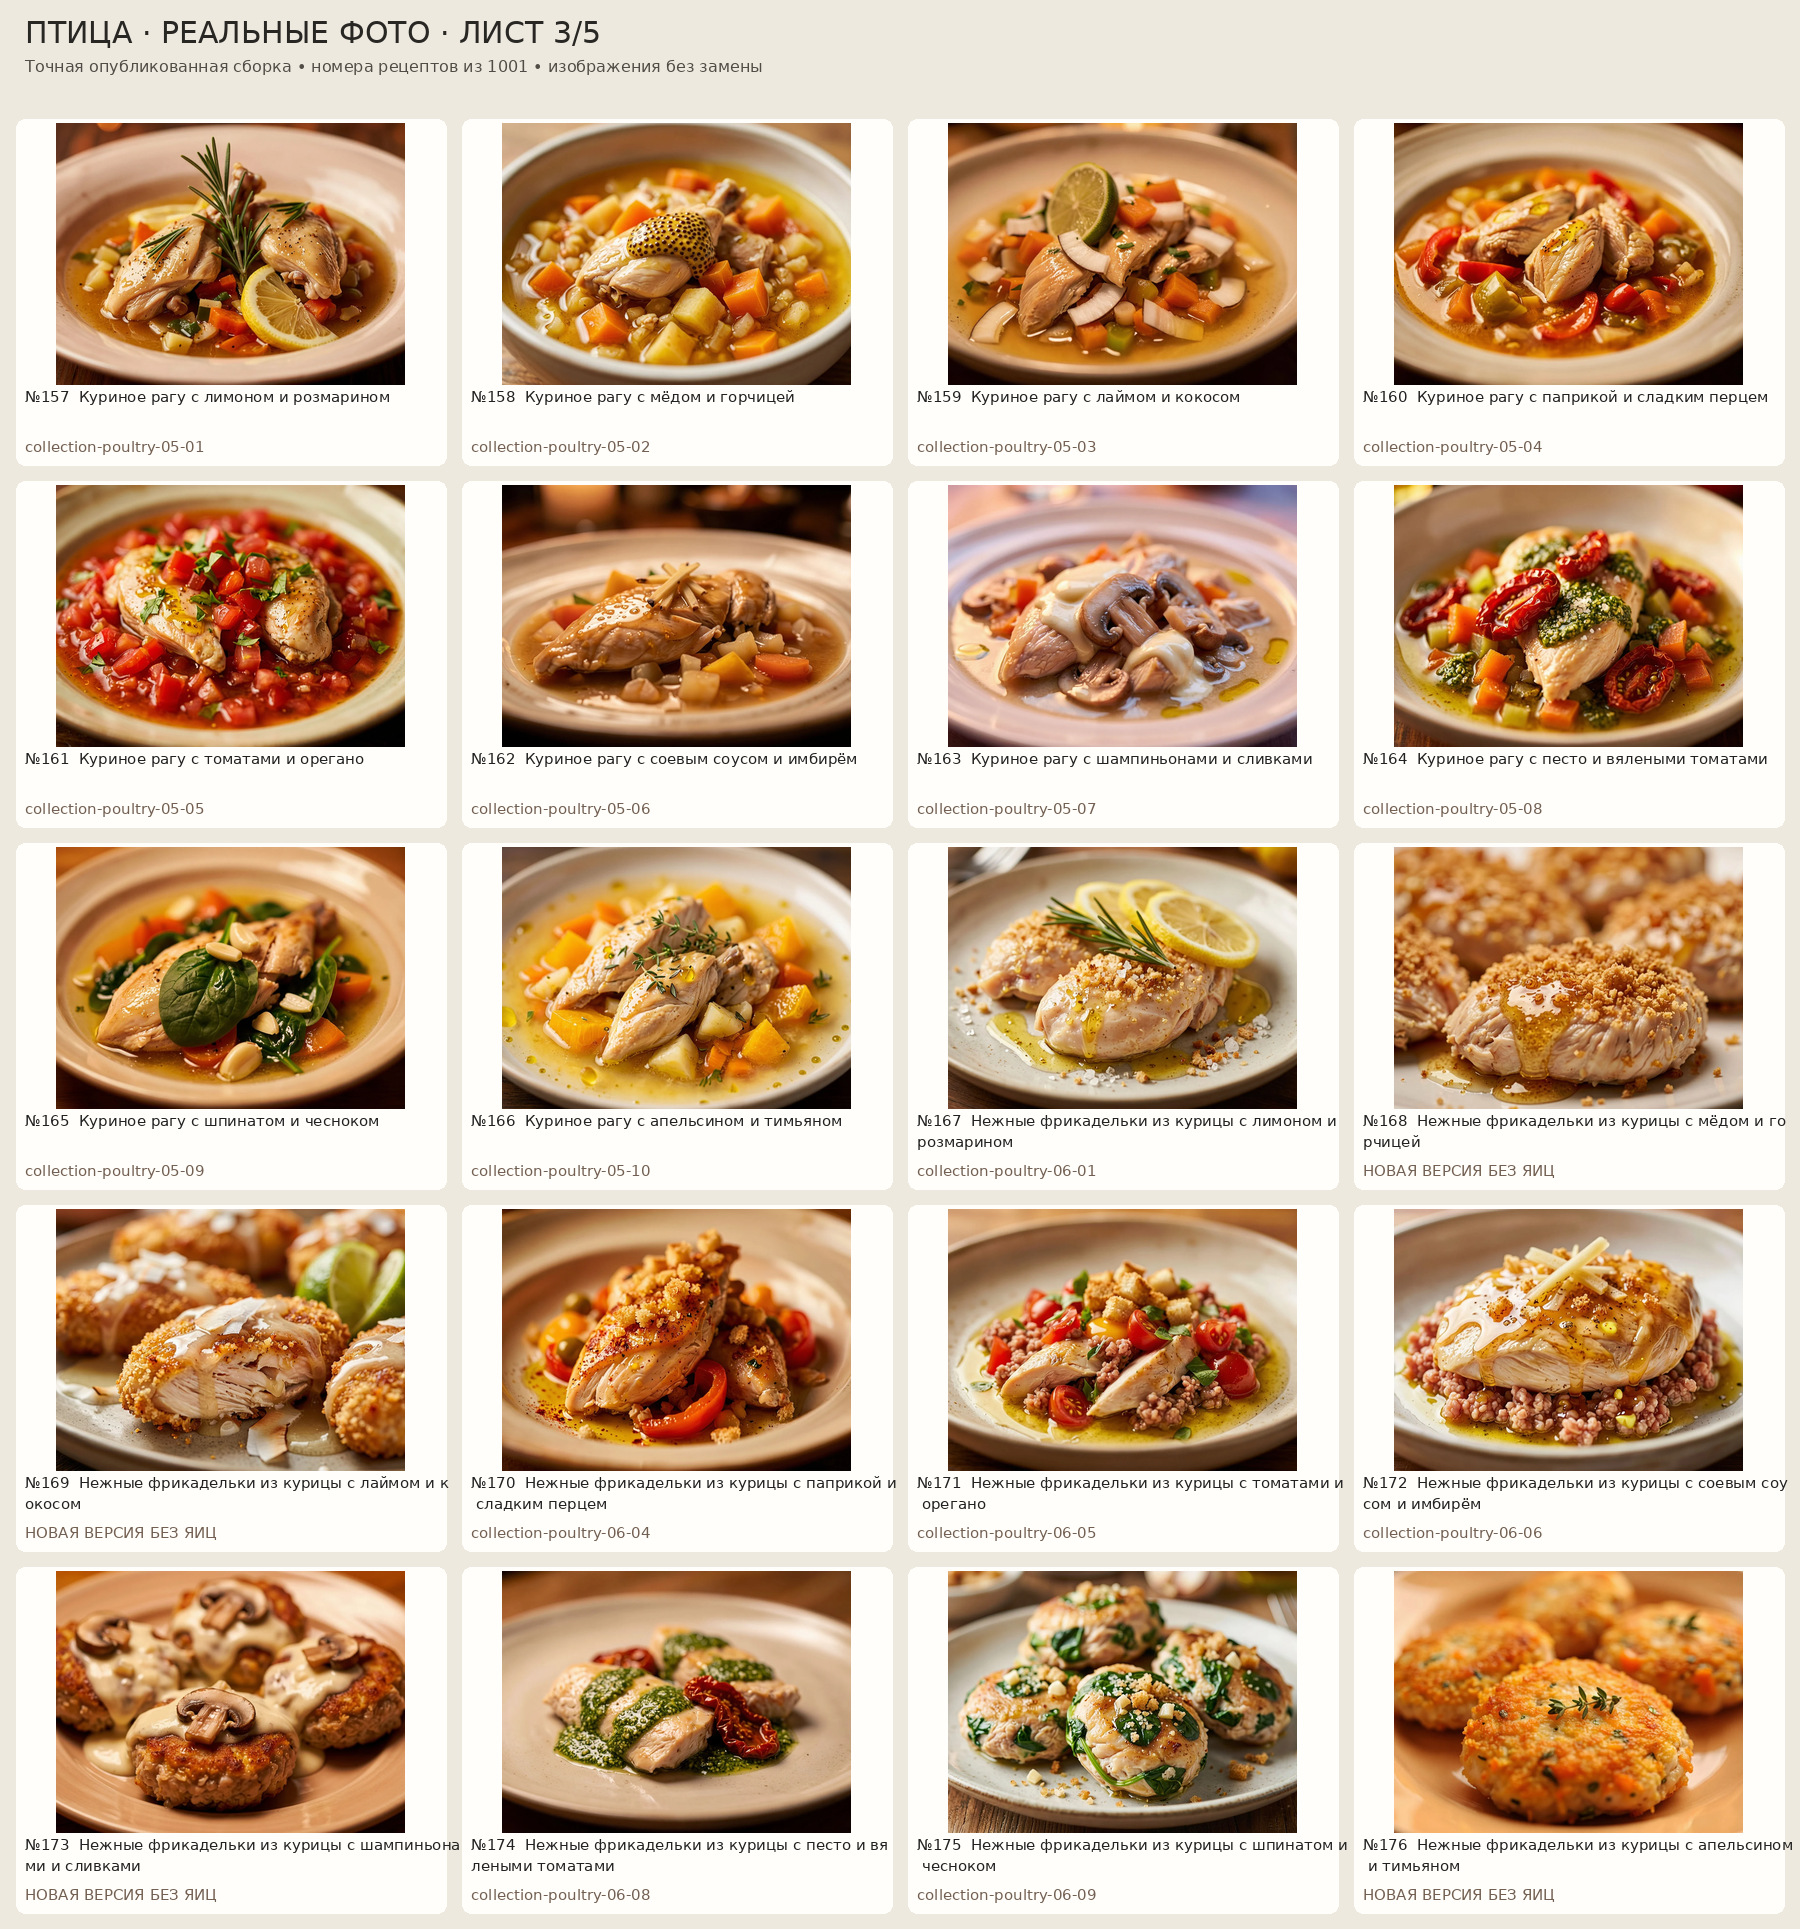 ПТИЦА · РЕАЛЬНЫЕ ФОТО · ЛИСТ 3/5
Точная опубликованная сборка • номера рецептов из 1001 • изображения без замены
№157 Куриное рагу с лимоном и розмарином
collection-poultry-05-01
№158 Куриное рагу с мёдом и горчицей
collection-poultry-05-02
№159 Куриное рагу с лаймом и кокосом
collection-poultry-05-03
№160 Куриное рагу с паприкой и сладким перцем
collection-poultry-05-04
№161 Куриное рагу с томатами и орегано
collection-poultry-05-05
№162 Куриное рагу с соевым соусом и имбирём
collection-poultry-05-06
№163 Куриное рагу с шампиньонами и сливками
collection-poultry-05-07
№164 Куриное рагу с песто и вялеными томатами
collection-poultry-05-08
№165 Куриное рагу с шпинатом и чесноком
collection-poultry-05-09
№166 Куриное рагу с апельсином и тимьяном
collection-poultry-05-10
№167 Нежные фрикадельки из курицы с лимоном и
розмарином
collection-poultry-06-01
№168 Нежные фрикадельки из курицы с мёдом и го
рчицей
НОВАЯ ВЕРСИЯ БЕЗ ЯИЦ
№169 Нежные фрикадельки из курицы с лаймом и к
окосом
НОВАЯ ВЕРСИЯ БЕЗ ЯИЦ
№170 Нежные фрикадельки из курицы с паприкой и
сладким перцем
collection-poultry-06-04
№171 Нежные фрикадельки из курицы с томатами и
орегано
collection-poultry-06-05
№172 Нежные фрикадельки из курицы с соевым соу
сом и имбирём
collection-poultry-06-06
№173 Нежные фрикадельки из курицы с шампиньона
ми и сливками
НОВАЯ ВЕРСИЯ БЕЗ ЯИЦ
№174 Нежные фрикадельки из курицы с песто и вя
леными томатами
collection-poultry-06-08
№175 Нежные фрикадельки из курицы с шпинатом и
чесноком
collection-poultry-06-09
№176 Нежные фрикадельки из курицы с апельсином
и тимьяном
НОВАЯ ВЕРСИЯ БЕЗ ЯИЦ